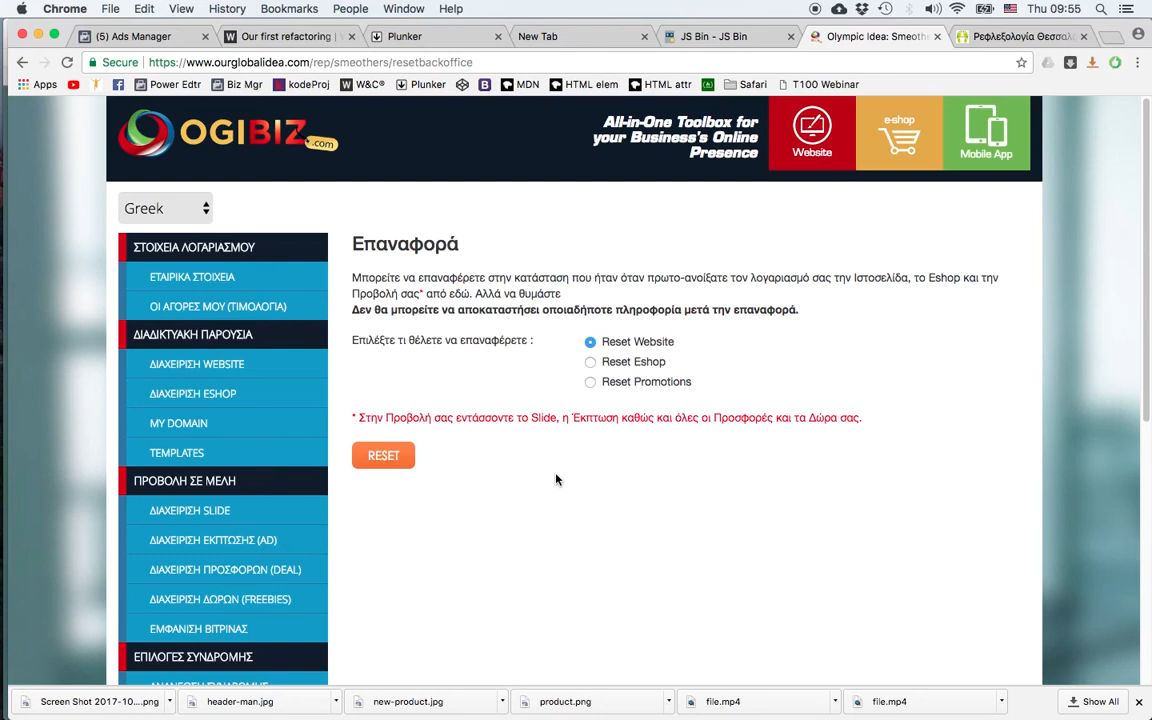 Chrome File Edit View History Bookmarks People Window Help Thu 09:55
(5) Ads Manager × Our first refactoring | W × Plunker × New Tab × JS Bin - JS Bin × Olympic Idea: Smeoth × Ρεφλεξολογία Θεσσαλ ×
Secure https://www.ourglobalidea.com/rep/smeothers/resetbackoffice
Apps Power Edtr Biz Mgr kodeProj W&C® Plunker MDN HTML elem HTML attr Safari T100 Webinar
OGIBIZ .com
All-in-One Toolbox for
your Business's Online
Presence
Website
e-shop
Mobile App
Greek
ΣΤΟΙΧΕΙΑ ΛΟΓΑΡΙΑΣΜΟΥ
ΕΤΑΙΡΙΚΑ ΣΤΟΙΧΕΙΑ
ΟΙ ΑΓΟΡΕΣ ΜΟΥ (ΤΙΜΟΛΟΓΙΑ)
ΔΙΑΔΙΚΤΥΑΚΗ ΠΑΡΟΥΣΙΑ
ΔΙΑΧΕΙΡΙΣΗ WEBSITE
ΔΙΑΧΕΙΡΙΣΗ ESHOP
MY DOMAIN
TEMPLATES
ΠΡΟΒΟΛΗ ΣΕ ΜΕΛΗ
ΔΙΑΧΕΙΡΙΣΗ SLIDE
ΔΙΑΧΕΙΡΙΣΗ ΕΚΠΤΩΣΗΣ (AD)
ΔΙΑΧΕΙΡΙΣΗ ΠΡΟΣΦΟΡΩΝ (DEAL)
ΔΙΑΧΕΙΡΙΣΗ ΔΩΡΩΝ (FREEBIES)
ΕΜΦΑΝΙΣΗ ΒΙΤΡΙΝΑΣ
ΕΠΙΛΟΓΕΣ ΣΥΝΔΡΟΜΗΣ
ΑΝΑΝΕΩΣΗ ΣΥΝΔΡΟΜΗΣ
Επαναφορά
Μπορείτε να επαναφέρετε στην κατάσταση που ήταν όταν πρωτο-ανοίξατε τον λογαριασμό σας την Ιστοσελίδα, το Eshop και την
Προβολή σας* από εδώ. Αλλά να θυμάστε
Δεν θα μπορείτε να αποκαταστήσει οποιαδήποτε πληροφορία μετά την επαναφορά.
Επιλέξτε τι θέλετε να επαναφέρετε :
Reset Website
Reset Eshop
Reset Promotions
* Στην Προβολή σας εντάσσοντε το Slide, η Έκπτωση καθώς και όλες οι Προσφορές και τα Δώρα σας.
RESET
Screen Shot 2017-10....png header-man.jpg new-product.jpg product.png file.mp4 file.mp4 Show All